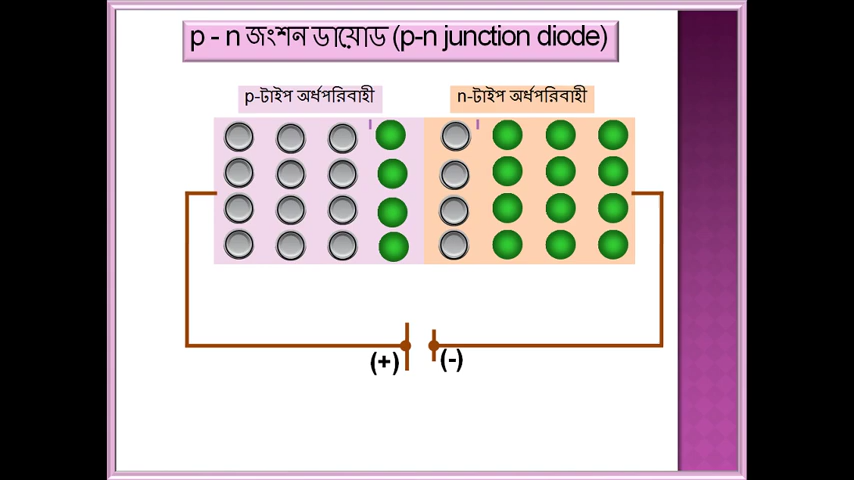 p - n জংশন ডায়োড (p-n junction diode)
p-টাইপ অর্ধপরিবাহী
n-টাইপ অর্ধপরিবাহী
(+)
(-)